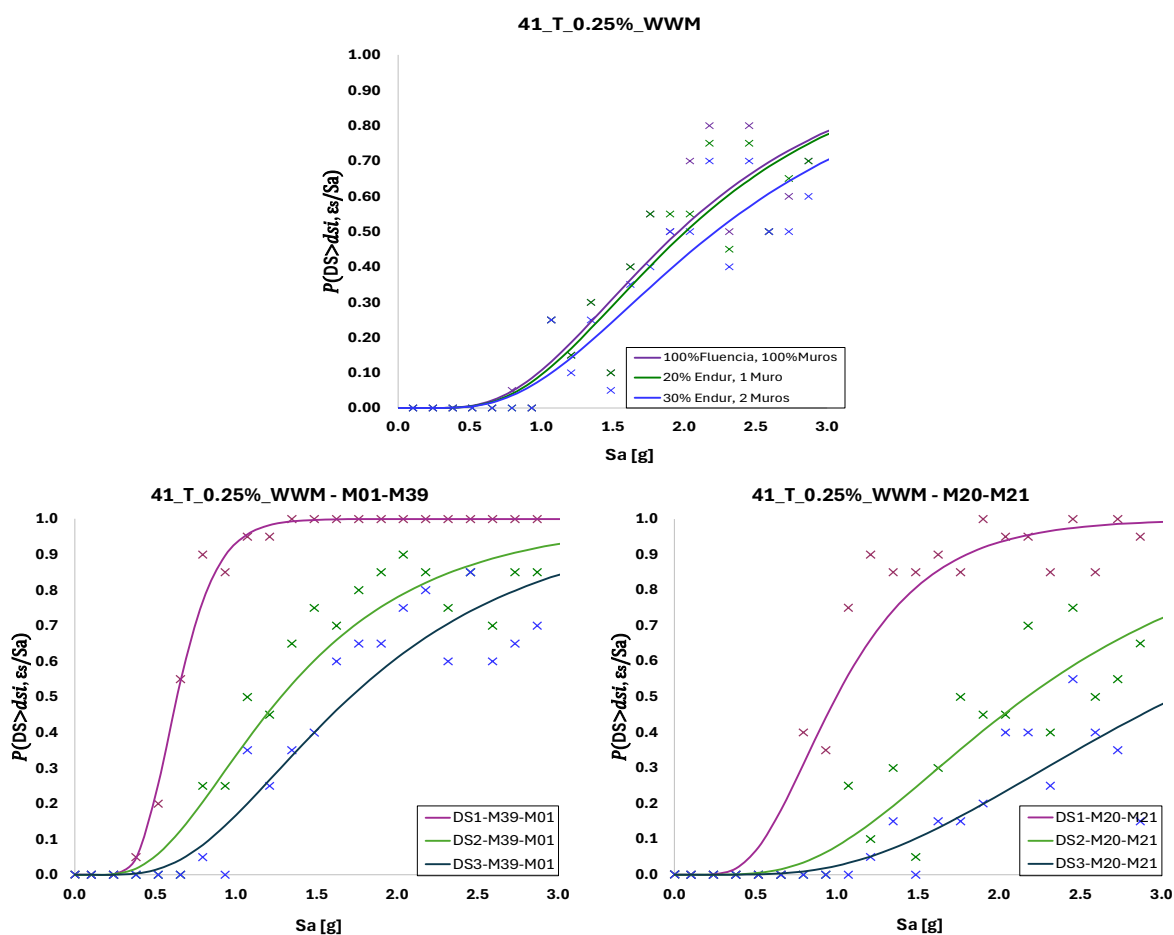 41_T_0.25%_WWM
1.00
0.90
0.80
0.70
0.60
0.50
0.40
0.30
0.20
0.10
0.00
P(DS>dsi, εs/Sa)
100%Fluencia, 100%Muros
20% Endur, 1 Muro
30% Endur, 2 Muros
0.0 0.5 1.0 1.5 2.0 2.5 3.0
Sa [g]
41_T_0.25%_WWM - M01-M39
1.0
0.9
0.8
0.7
0.6
0.5
0.4
0.3
0.2
0.1
0.0
P(DS>dsi, εs/Sa)
DS1-M39-M01
DS2-M39-M01
DS3-M39-M01
0.0 0.5 1.0 1.5 2.0 2.5 3.0
Sa [g]
41_T_0.25%_WWM - M20-M21
1.0
0.9
0.8
0.7
0.6
0.5
0.4
0.3
0.2
0.1
0.0
P(DS>dsi, εs/Sa)
DS1-M20-M21
DS2-M20-M21
DS3-M20-M21
0.0 0.5 1.0 1.5 2.0 2.5 3.0
Sa [g]